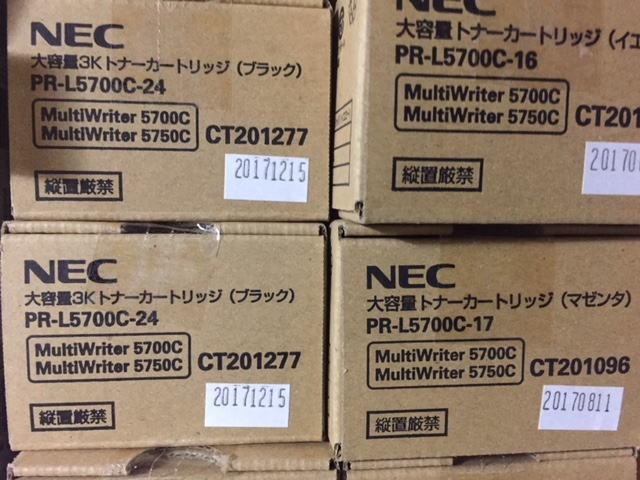 NEC
大容量3Kトナーカートリッジ（ブラック）
PR-L5700C-24
MultiWriter 5700C
MultiWriter 5750C
CT201277
20171215
縦置厳禁
NEC
大容量トナーカートリッジ（イエ
PR-L5700C-16
MultiWriter 5700C
MultiWriter 5750C
CT201
201708
縦置厳禁
NEC
大容量3Kトナーカートリッジ（ブラック）
PR-L5700C-24
MultiWriter 5700C
MultiWriter 5750C
CT201277
20171215
縦置厳禁
NEC
大容量トナーカートリッジ（マゼンタ）
PR-L5700C-17
MultiWriter 5700C
MultiWriter 5750C
CT201096
20170811
縦置厳禁